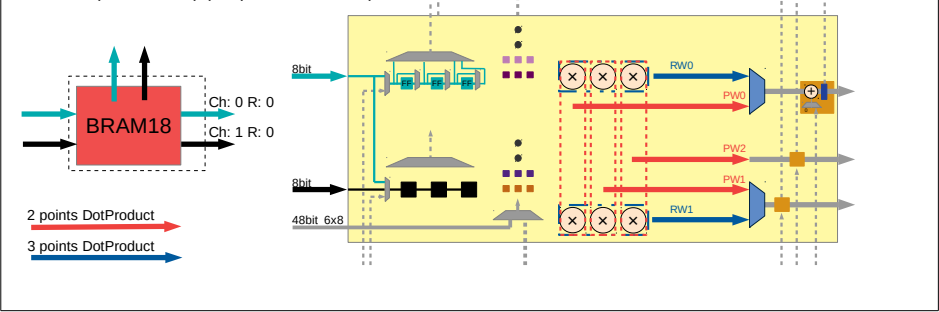 8bit
RW0
Ch: 0 R: 0
FF FF FF
PW0
BRAM18
Ch: 1 R: 0
PW2
8bit
PW1
2 points DotProduct
48bit 6x8
RW1
3 points DotProduct